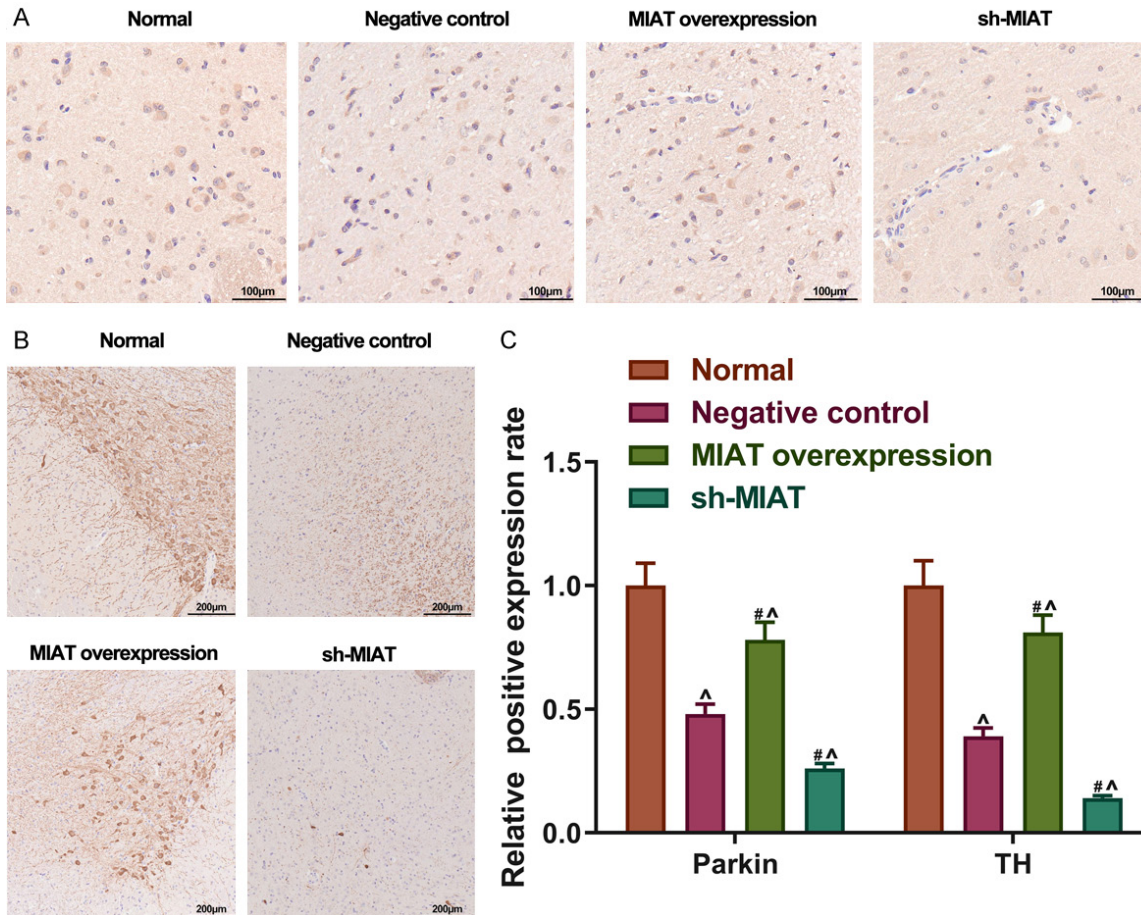 A
Normal
Negative control
MIAT overexpression
sh-MIAT
100μm
100μm
100μm
100μm
B
Normal
Negative control
200μm
200μm
MIAT overexpression
sh-MIAT
200μm
200μm
C
Normal
Negative control
MIAT overexpression
sh-MIAT
Relative positive expression rate
1.5
1.0
0.5
0.0
^
#^
#^
^
#^
#^
Parkin
TH